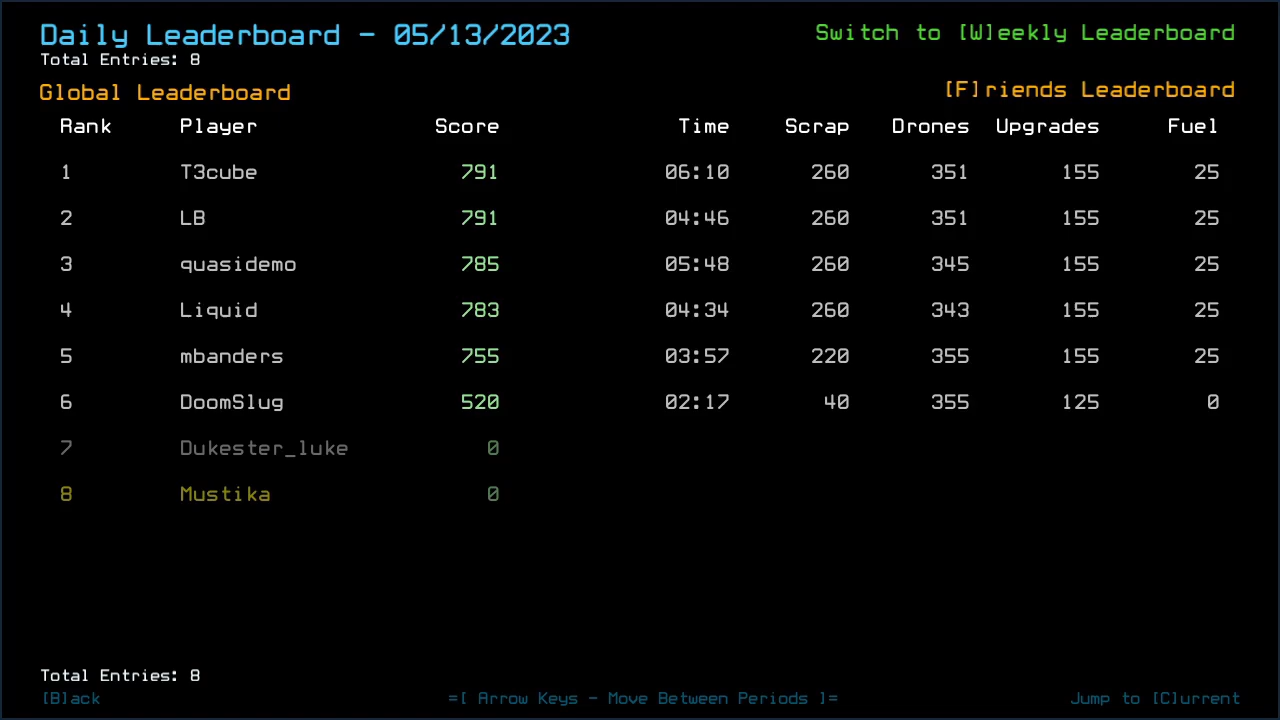 Daily Leaderboard - 05/13/2023 Switch to [W]eekly Leaderboard
Total Entries: 8
Global Leaderboard [F]riends Leaderboard
Rank Player Score Time Scrap Drones Upgrades Fuel
1 T3cube 791 06:10 260 351 155 25
2 LB 791 04:46 260 351 155 25
3 quasidemo 785 05:48 260 345 155 25
4 Liquid 783 04:34 260 343 155 25
5 mbanders 755 03:57 220 355 155 25
6 DoomSlug 520 02:17 40 355 125 0
7 Dukester_luke 0
8 Mustika 0
Total Entries: 8
[B]ack =[ Arrow Keys - Move Between Periods ]= Jump to [C]urrent